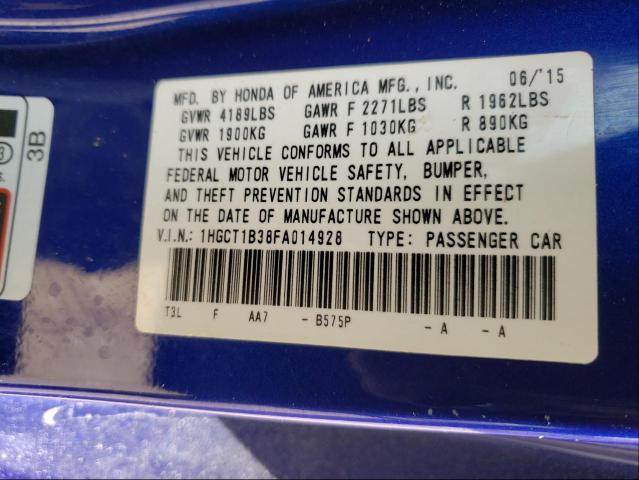 MFD. BY HONDA OF AMERICA MFG., INC. 06/'15
GVWR 4189LBS GAWR F 2271LBS R 1962LBS
GVWR 1900KG GAWR F 1030KG R 890KG
THIS VEHICLE CONFORMS TO ALL APPLICABLE
FEDERAL MOTOR VEHICLE SAFETY, BUMPER,
AND THEFT PREVENTION STANDARDS IN EFFECT
ON THE DATE OF MANUFACTURE SHOWN ABOVE.
V.I.N.: 1HGCT1B38FA014928 TYPE: PASSENGER CAR
T3L F AA7 - B575P - A - A
3B
3
s.